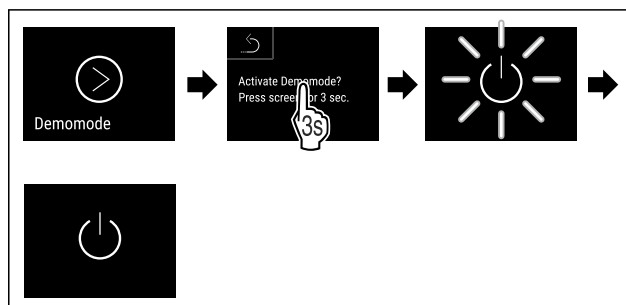 Demomode
Activate Demomode?
Press screen for 3 sec.
3s